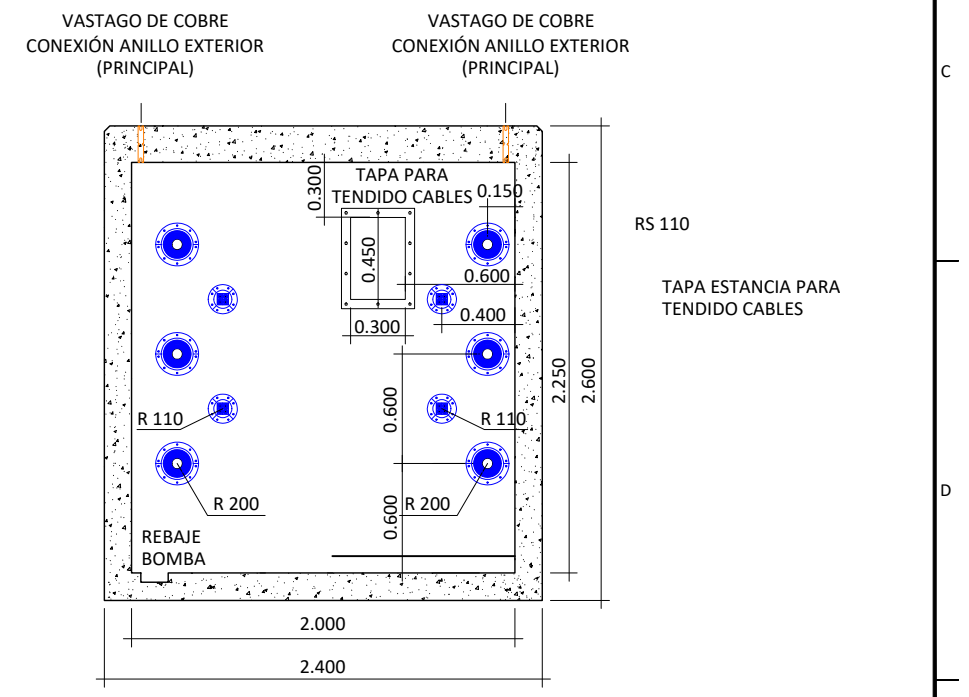 VASTAGO DE COBRE
CONEXIÓN ANILLO EXTERIOR
(PRINCIPAL)
VASTAGO DE COBRE
CONEXIÓN ANILLO EXTERIOR
(PRINCIPAL)
C
0.300
TAPA PARA
TENDIDO CABLES
0.150
RS 110
0.450
0.600
TAPA ESTANCIA PARA
TENDIDO CABLES
0.300
0.400
2.250
2.600
0.600
R 110
R 110
R 200
R 200
0.600
D
REBAJE
BOMBA
2.000
2.400